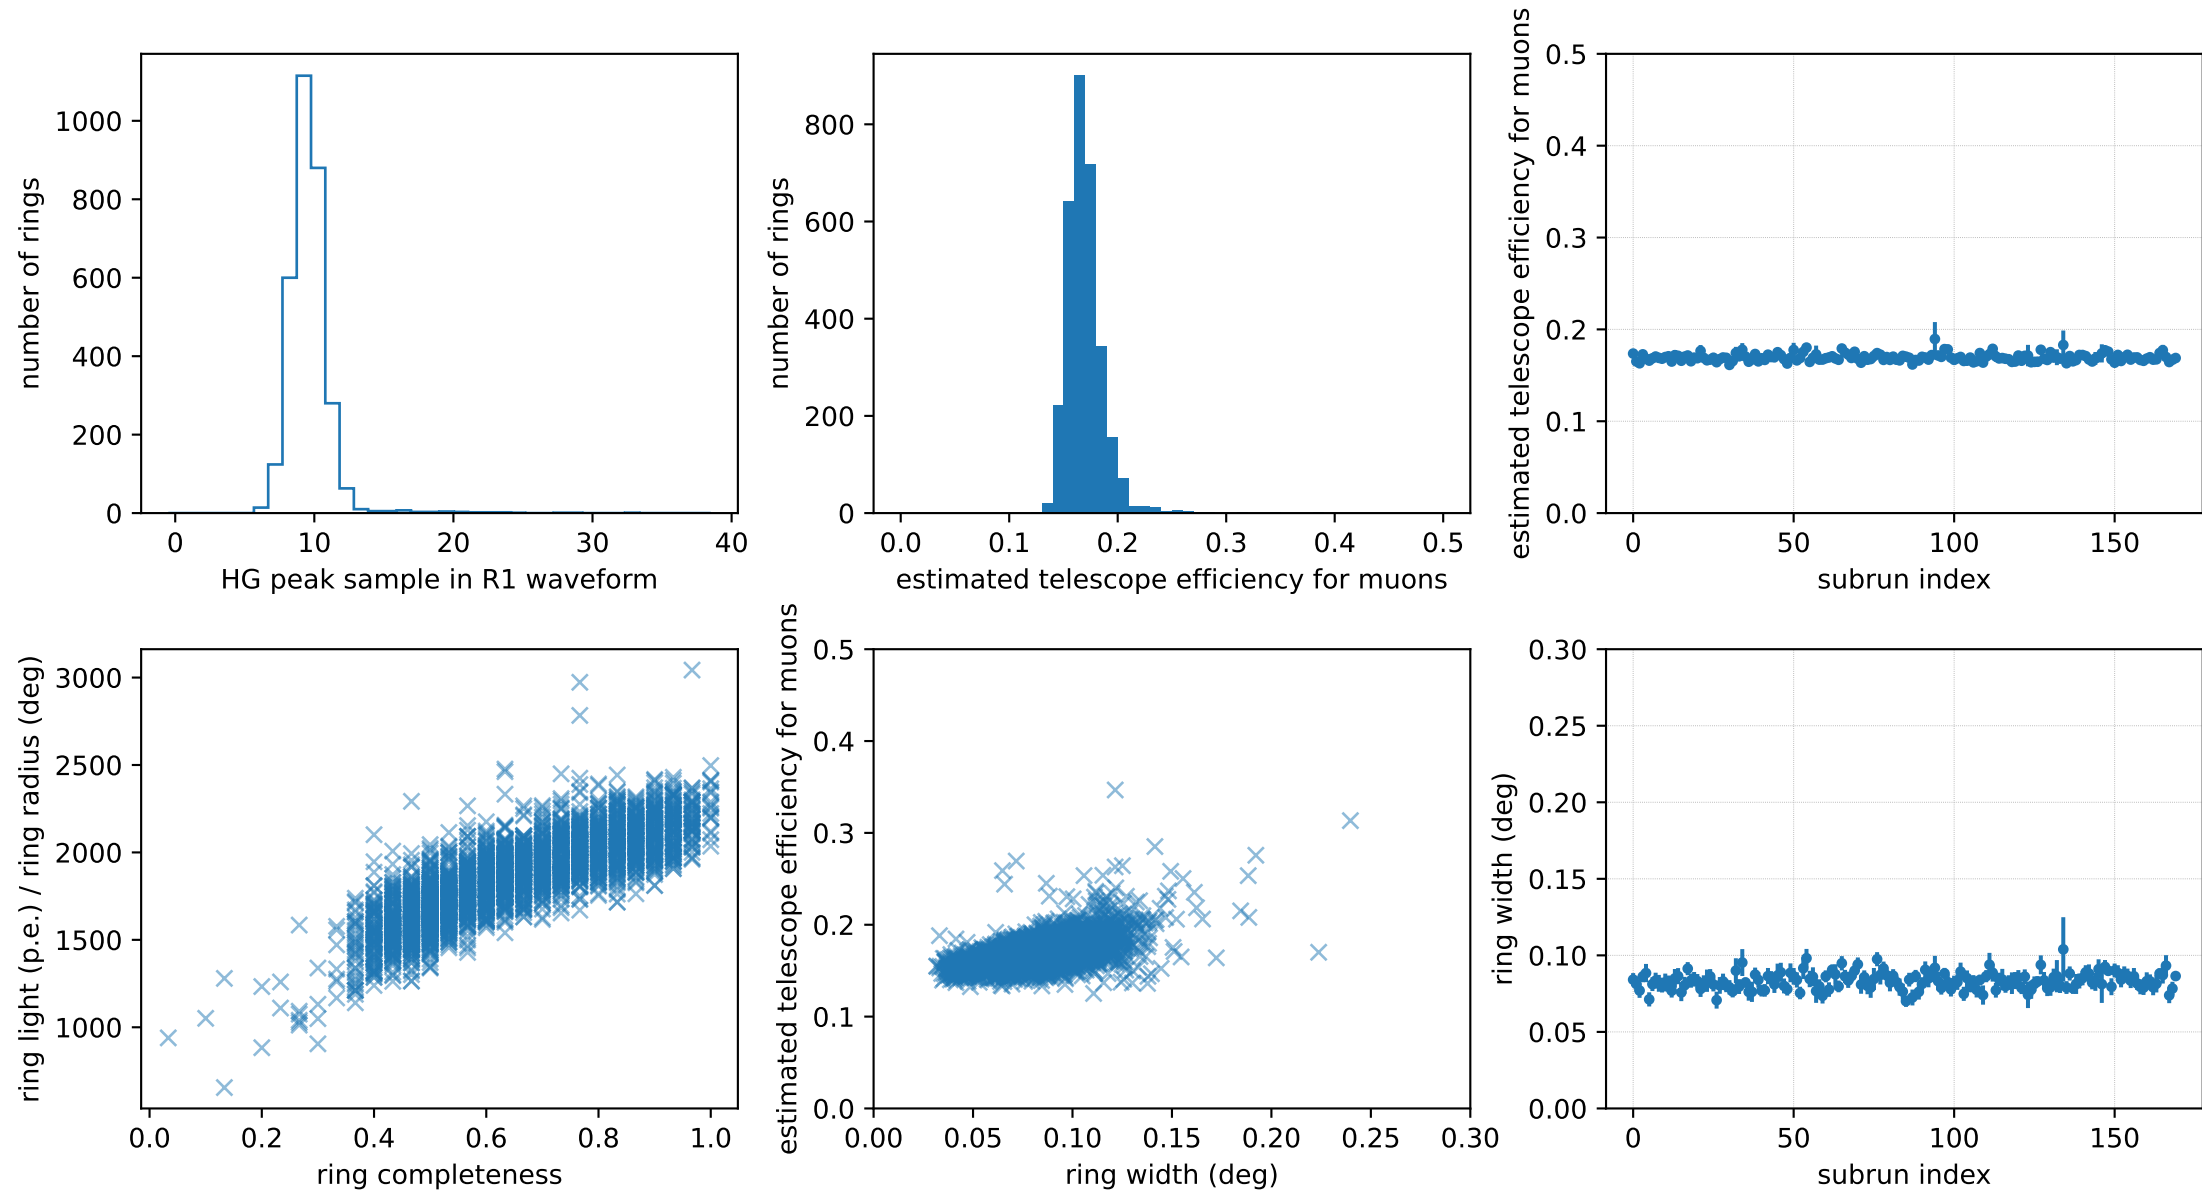 number of rings
1000
800
600
400
200
0
0 10 20 30 40
HG peak sample in R1 waveform
number of rings
800
600
400
200
0
0.0 0.1 0.2 0.3 0.4 0.5
estimated telescope efficiency for muons
estimated telescope efficiency for muons
0.5
0.4
0.3
0.2
0.1
0.0
0 50 100 150
subrun index
ring light (p.e.) / ring radius (deg)
3000
2500
2000
1500
1000
0.0 0.2 0.4 0.6 0.8 1.0
ring completeness
estimated telescope efficiency for muons
0.5
0.4
0.3
0.2
0.1
0.0
0.00 0.05 0.10 0.15 0.20 0.25 0.30
ring width (deg)
ring width (deg)
0.30
0.25
0.20
0.15
0.10
0.05
0.00
0 50 100 150
subrun index